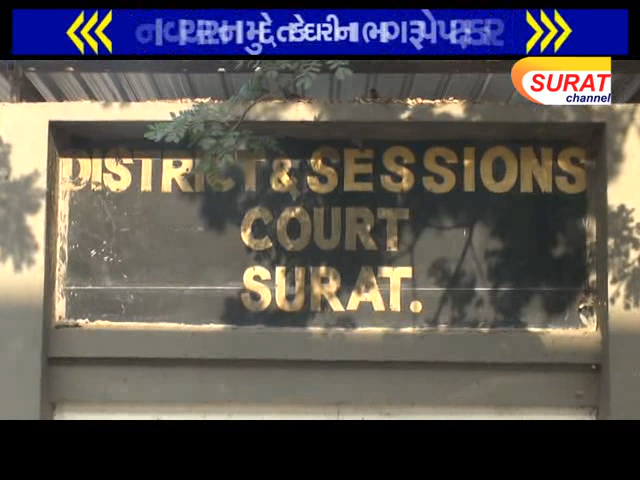 SURAT
channel
DISTRICT & SESSIONS
COURT
SURAT.